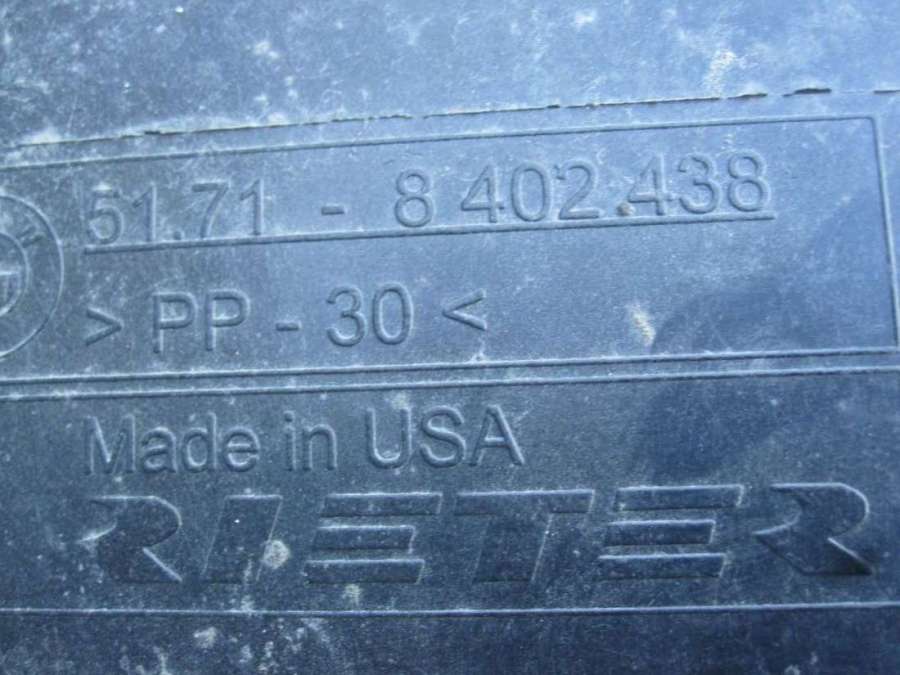 51.71 - 8 402.438
> PP - 30 <
Made in USA
RIETER